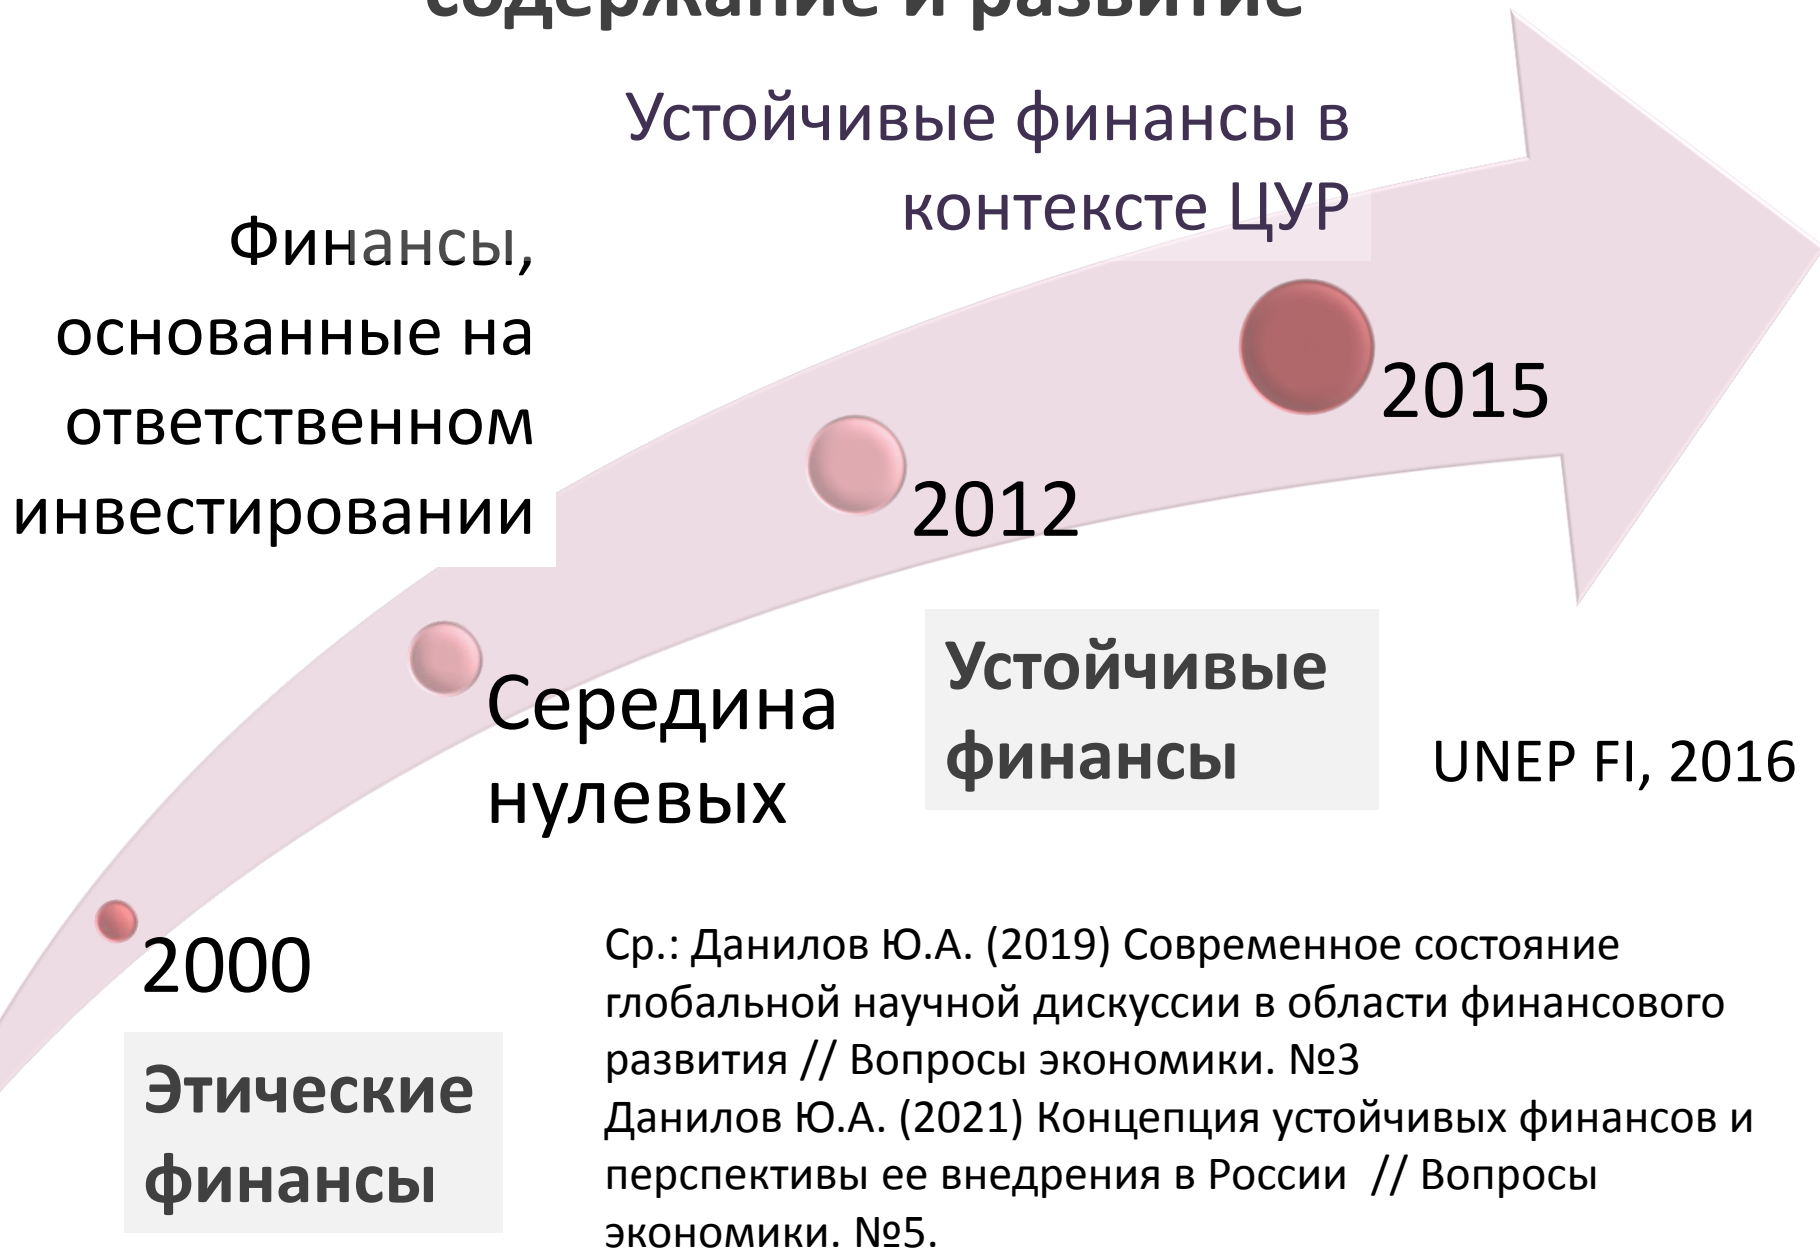 содержание и развитие
Устойчивые финансы в
контексте ЦУР
Финансы,
основанные на
ответственном
инвестировании
2015
2012
Середина
нулевых
Устойчивые
финансы
UNEP FI, 2016
2000
Этические
финансы
Ср.: Данилов Ю.А. (2019) Современное состояние
глобальной научной дискуссии в области финансового
развития // Вопросы экономики. №3
Данилов Ю.А. (2021) Концепция устойчивых финансов и
перспективы ее внедрения в России // Вопросы
экономики. №5.